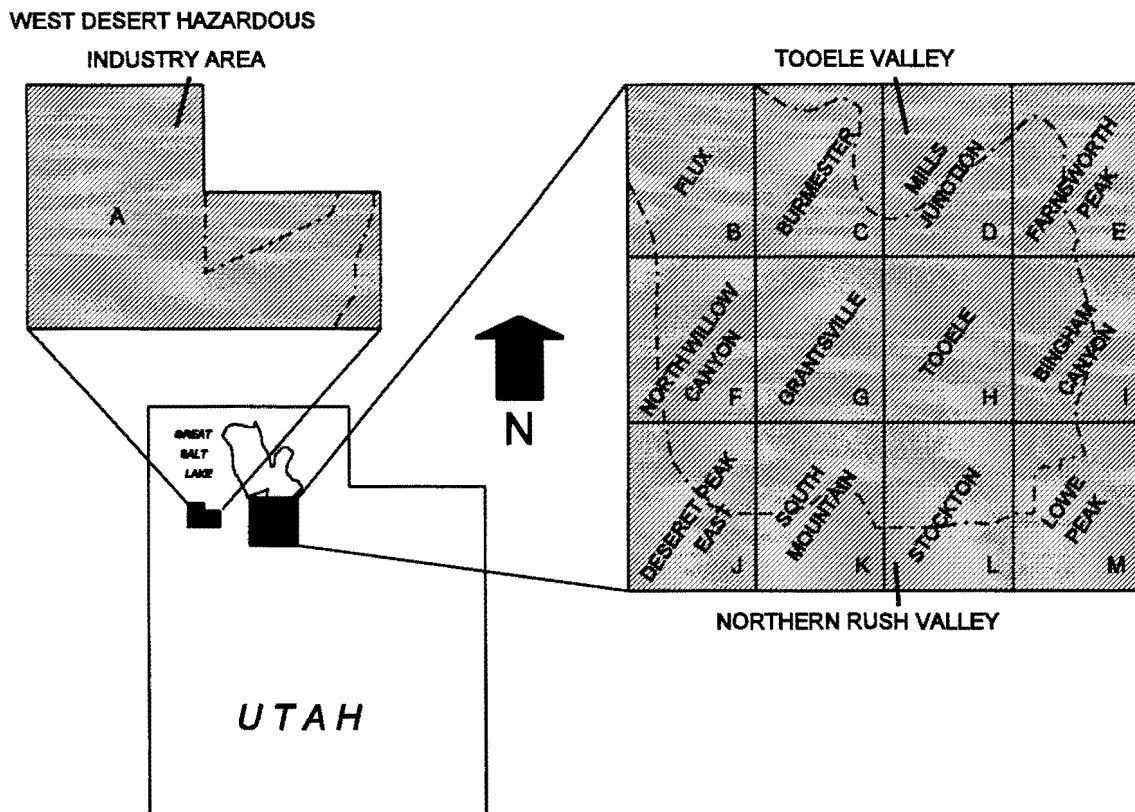 WEST DESERT HAZARDOUS
INDUSTRY AREA
TOOELE VALLEY
A
FLUX
B
BURMESTER
C
MILLS
JUNCTION
D
FARNSWORTH
PEAK
E
NORTH WILLOW
CANYON
F
GRANTSVILLE
G
TOOELE
H
BINGHAM
CANYON
I
DESERET PEAK
EAST
J
SOUTH
MOUNTAIN
K
STOCKTON
L
LOWE
PEAK
M
N
GREAT
SALT
LAKE
NORTHERN RUSH VALLEY
UTAH